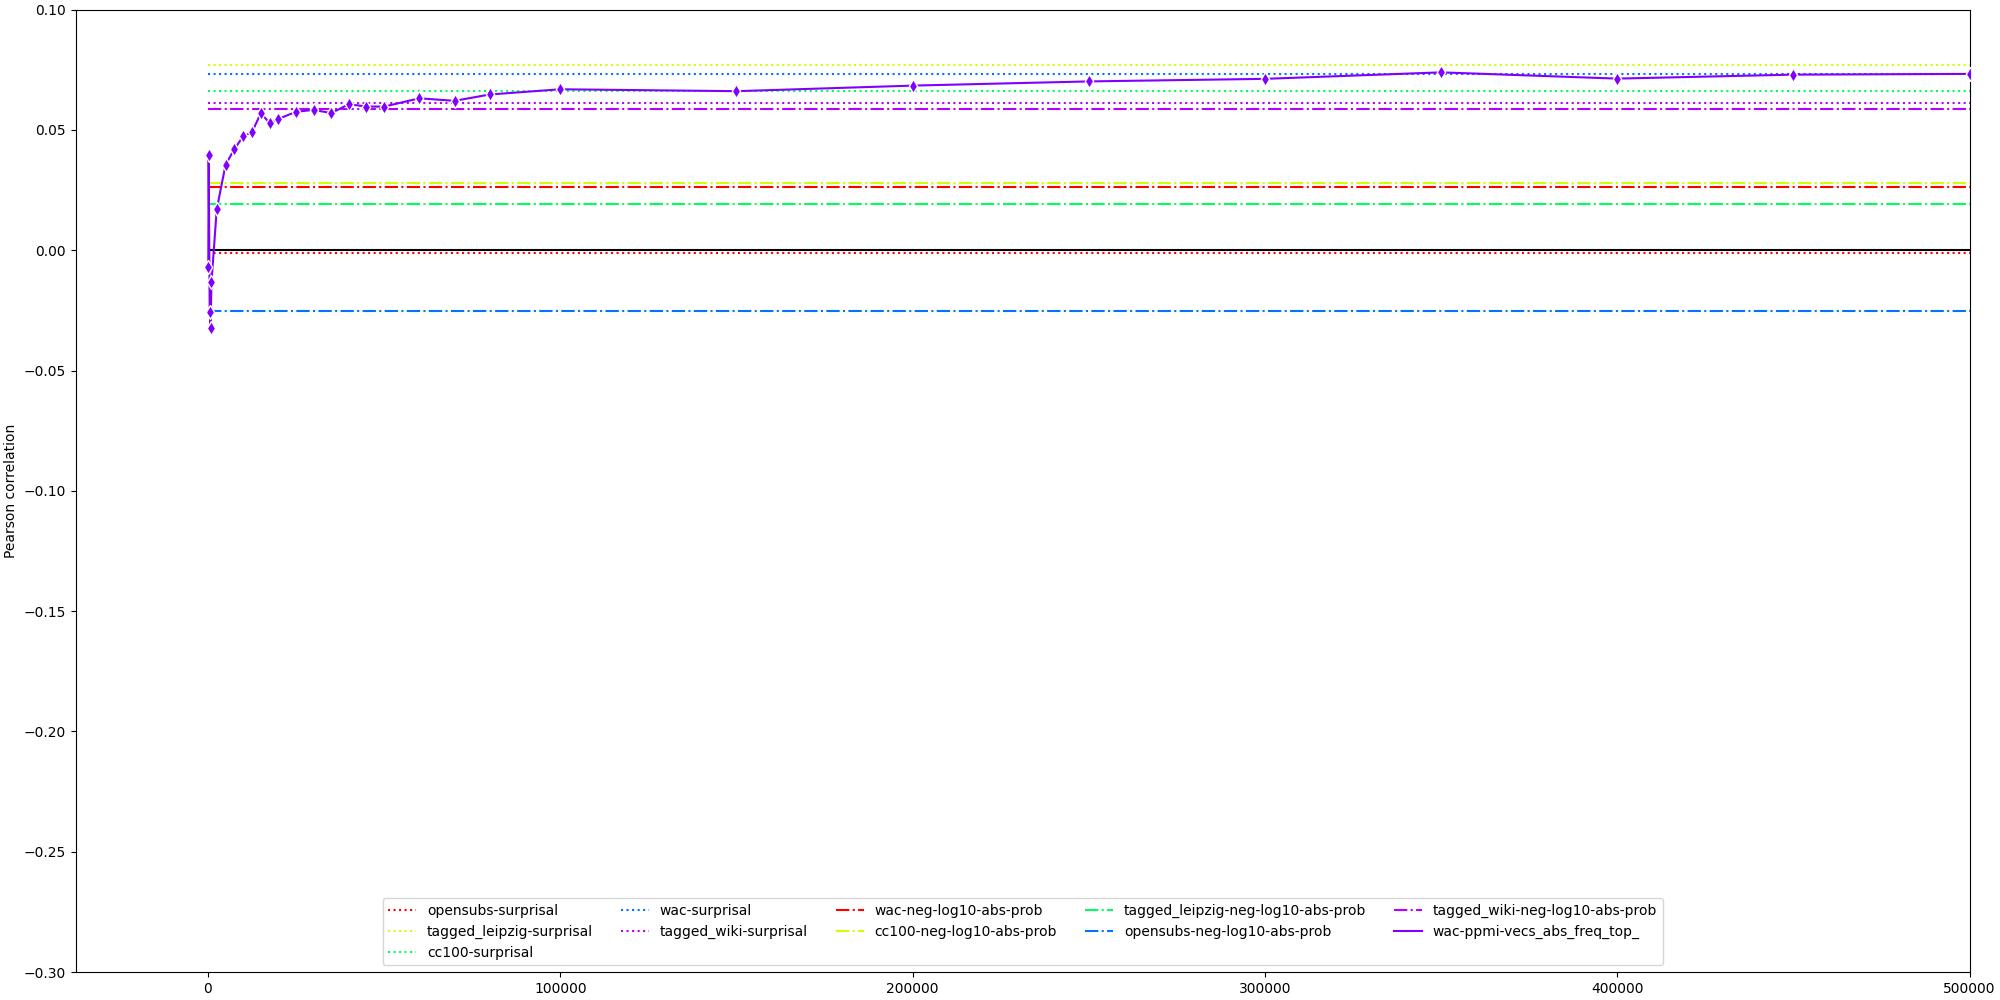 0.10
0.05
0.00
−0.05
−0.10
−0.15
−0.20
−0.25
−0.30
Pearson correlation
opensubs-surprisal
tagged_leipzig-surprisal
cc100-surprisal
wac-surprisal
tagged_wiki-surprisal
wac-neg-log10-abs-prob
cc100-neg-log10-abs-prob
tagged_leipzig-neg-log10-abs-prob
opensubs-neg-log10-abs-prob
tagged_wiki-neg-log10-abs-prob
wac-ppmi-vecs_abs_freq_top_
0 100000 200000 300000 400000 500000